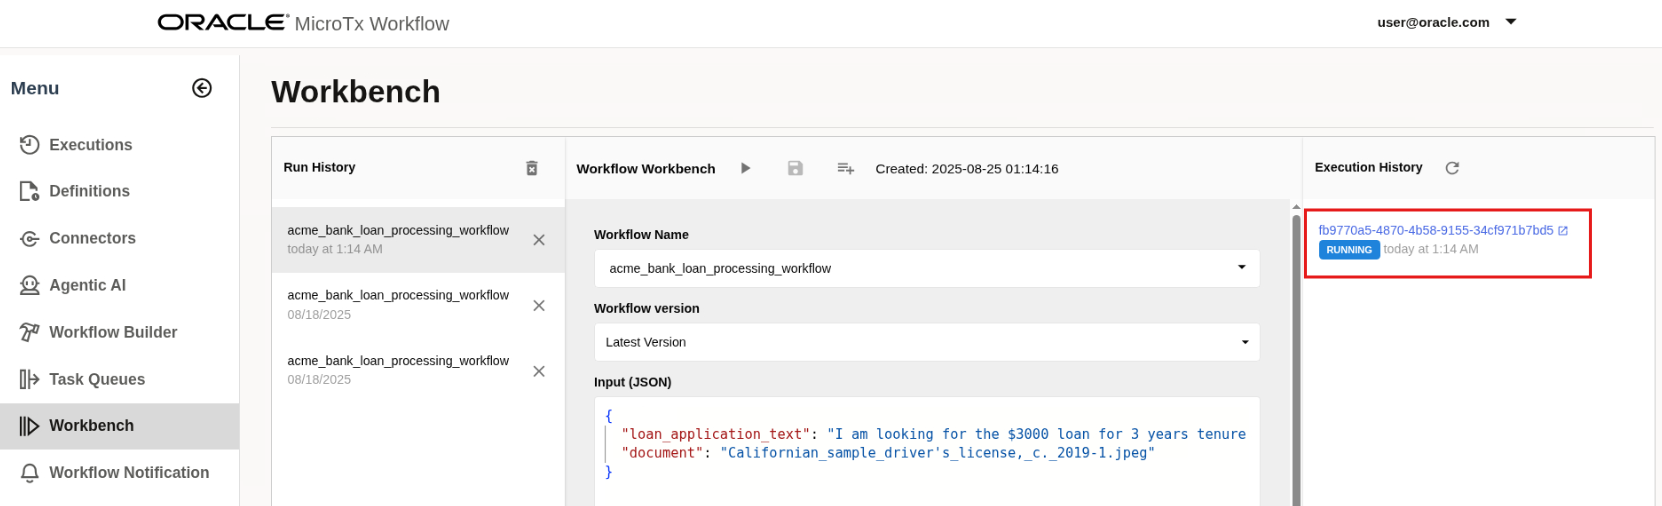 ORACLE® MicroTx Workflow
user@oracle.com
Menu
Executions
Definitions
Connectors
Agentic AI
Workflow Builder
Task Queues
Workbench
Workflow Notification
Workbench
Run History
acme_bank_loan_processing_workflow
today at 1:14 AM
acme_bank_loan_processing_workflow
08/18/2025
acme_bank_loan_processing_workflow
08/18/2025
Workflow Workbench Created: 2025-08-25 01:14:16
Workflow Name
acme_bank_loan_processing_workflow
Workflow version
Latest Version
Input (JSON)
{
"loan_application_text": "I am looking for the $3000 loan for 3 years tenure
"document": "Californian_sample_driver's_license,_c._2019-1.jpeg"
}
Execution History
fb9770a5-4870-4b58-9155-34cf971b7bd5
RUNNING today at 1:14 AM